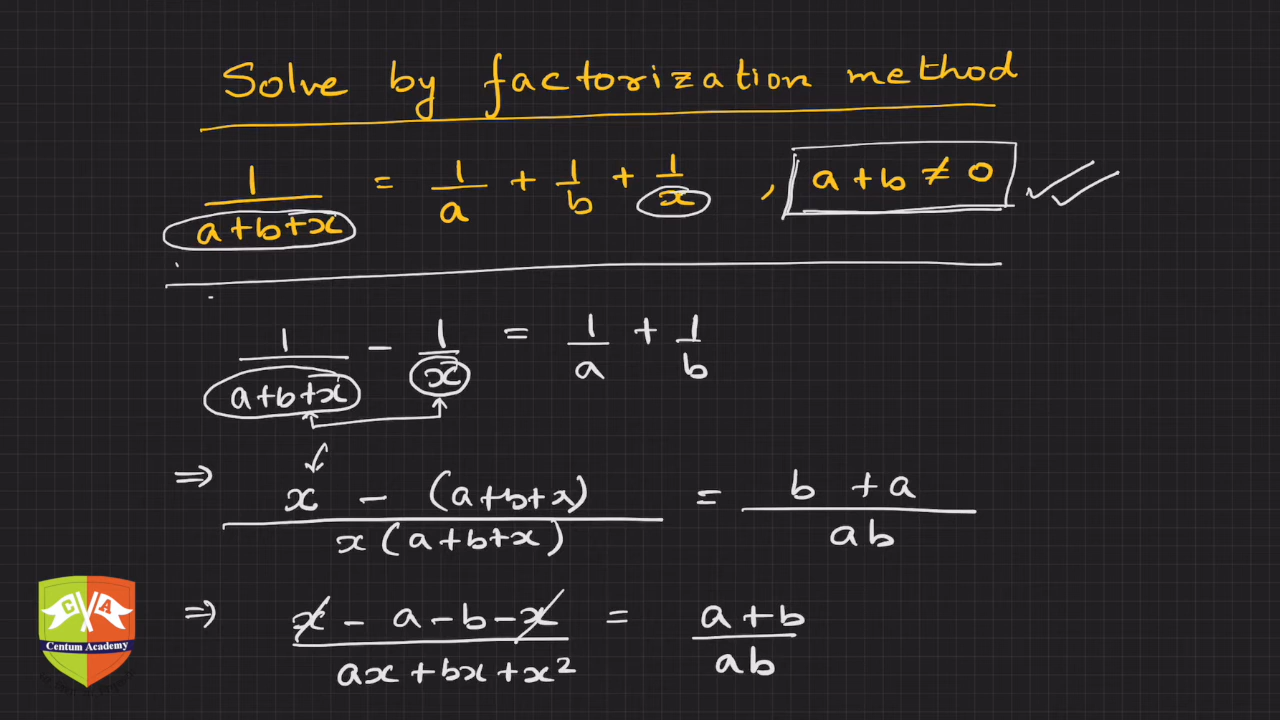 Solve by factorization method
1/(a+b+x) = 1/a + 1/b + 1/x , a+b ≠ 0
1/(a+b+x) - 1/x = 1/a + 1/b
⇒ (x - (a+b+x))/(x(a+b+x)) = (b + a)/(ab)
⇒ (x - a - b - x)/(ax+bx+x²) = (a+b)/(ab)
C A
Centum Academy